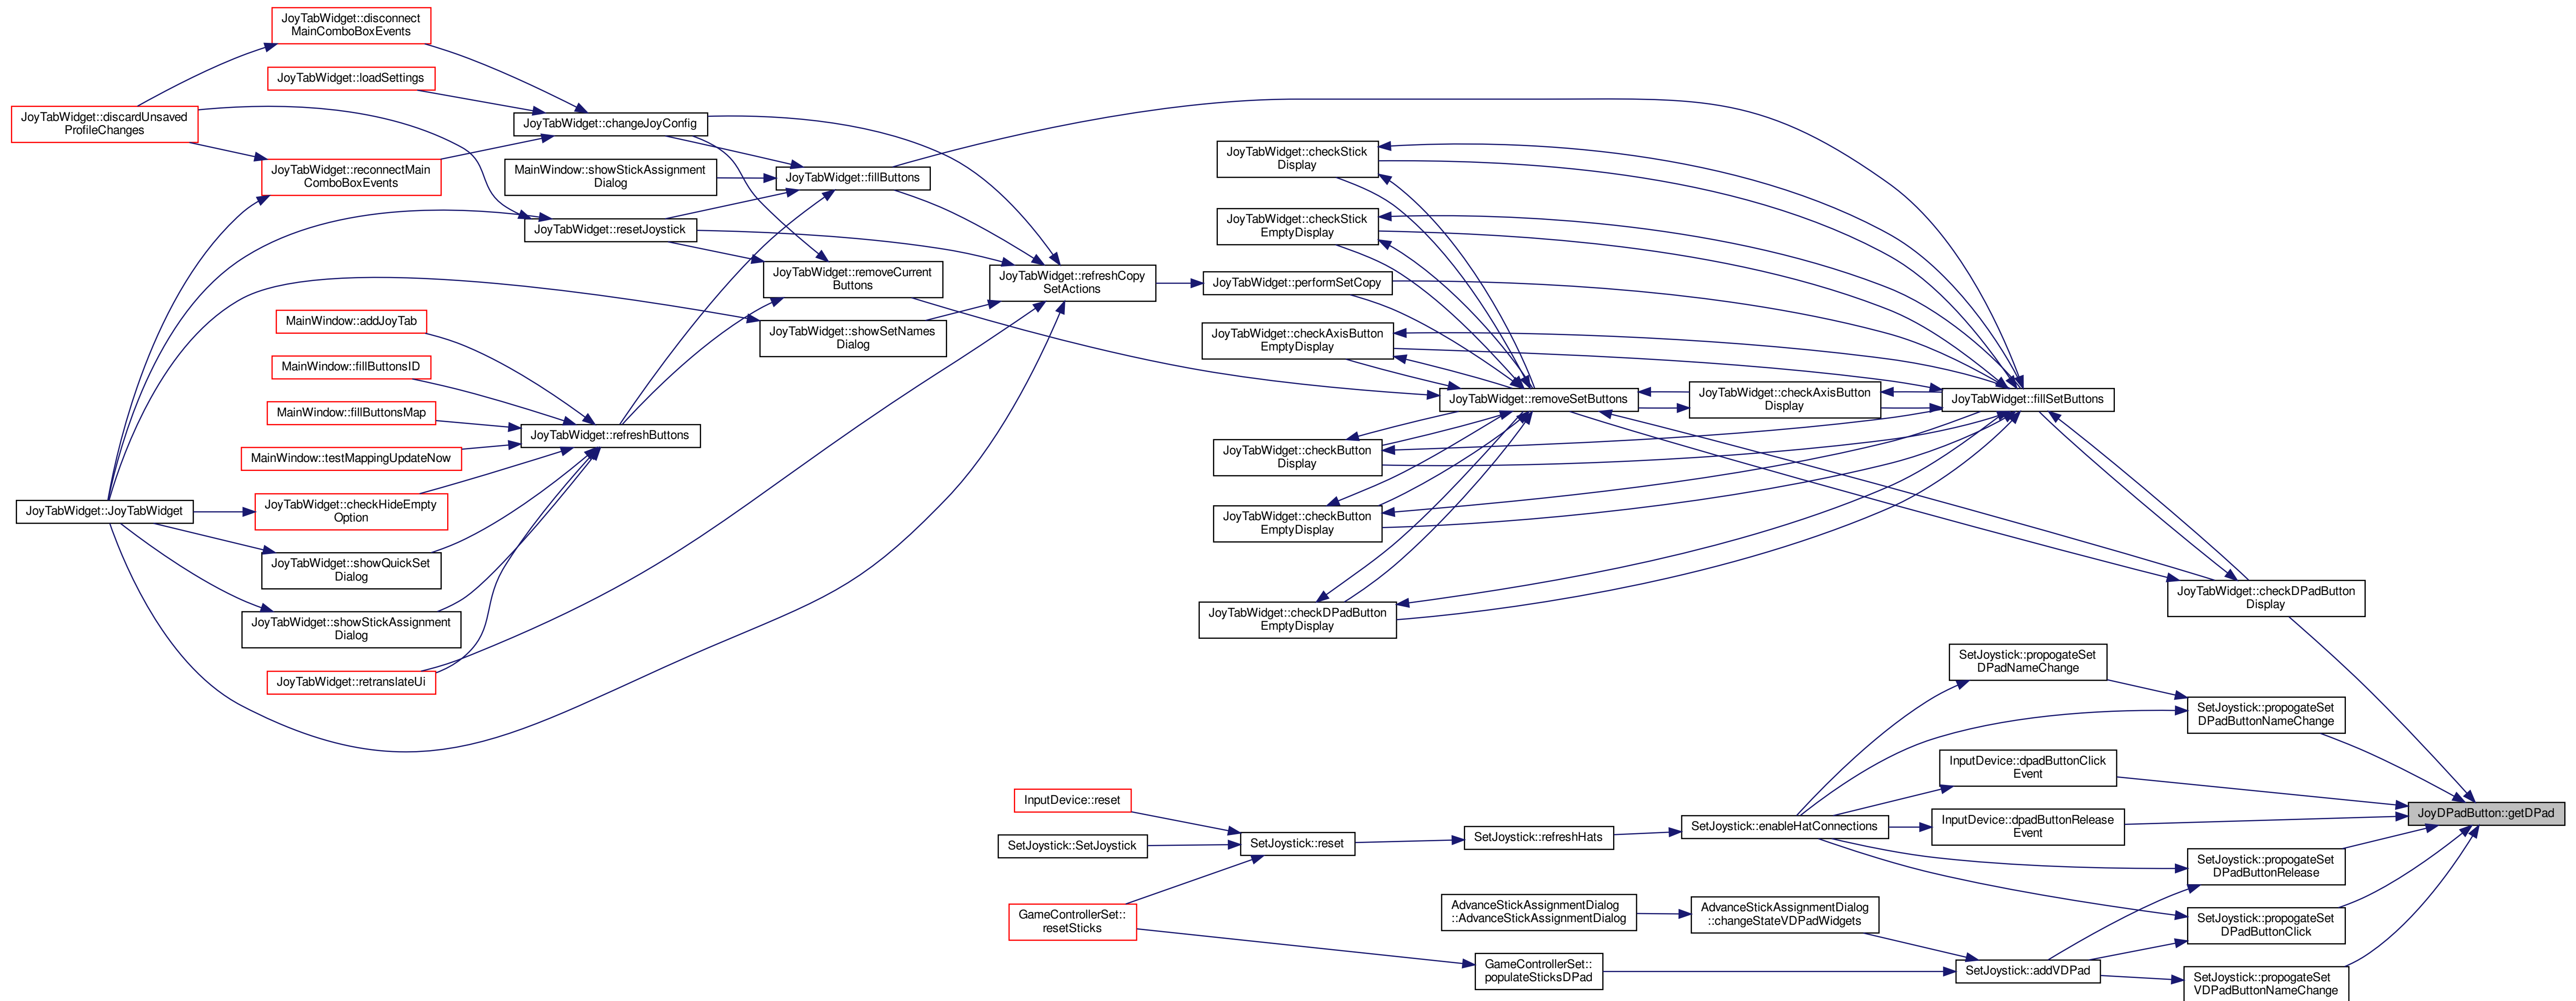 JoyTabWidget::disconnect
MainComboBoxEvents
JoyTabWidget::loadSettings
JoyTabWidget::discardUnsaved
ProfileChanges
JoyTabWidget::changeJoyConfig
JoyTabWidget::reconnectMain
ComboBoxEvents
MainWindow::showStickAssignment
Dialog
JoyTabWidget::fillButtons
JoyTabWidget::resetJoystick
JoyTabWidget::removeCurrent
Buttons
JoyTabWidget::refreshCopy
SetActions
JoyTabWidget::showSetNames
Dialog
MainWindow::addJoyTab
MainWindow::fillButtonsID
MainWindow::fillButtonsMap
JoyTabWidget::refreshButtons
MainWindow::testMappingUpdateNow
JoyTabWidget::checkHideEmpty
Option
JoyTabWidget::JoyTabWidget
JoyTabWidget::showQuickSet
Dialog
JoyTabWidget::showStickAssignment
Dialog
JoyTabWidget::retranslateUi
JoyTabWidget::checkStick
Display
JoyTabWidget::checkStick
EmptyDisplay
JoyTabWidget::performSetCopy
JoyTabWidget::checkAxisButton
EmptyDisplay
JoyTabWidget::removeSetButtons
JoyTabWidget::checkAxisButton
Display
JoyTabWidget::fillSetButtons
JoyTabWidget::checkButton
Display
JoyTabWidget::checkButton
EmptyDisplay
JoyTabWidget::checkDPadButton
EmptyDisplay
JoyTabWidget::checkDPadButton
Display
SetJoystick::propogateSet
DPadNameChange
SetJoystick::propogateSet
DPadButtonNameChange
InputDevice::dpadButtonClick
Event
InputDevice::dpadButtonRelease
Event
JoyDPadButton::getDPad
InputDevice::reset
SetJoystick::SetJoystick
SetJoystick::reset
SetJoystick::refreshHats
SetJoystick::enableHatConnections
SetJoystick::propogateSet
DPadButtonRelease
GameControllerSet::
resetSticks
AdvanceStickAssignmentDialog
::AdvanceStickAssignmentDialog
AdvanceStickAssignmentDialog
::changeStateVDPadWidgets
SetJoystick::propogateSet
DPadButtonClick
GameControllerSet::
populateSticksDPad
SetJoystick::addVDPad
SetJoystick::propogateSet
VDPadButtonNameChange